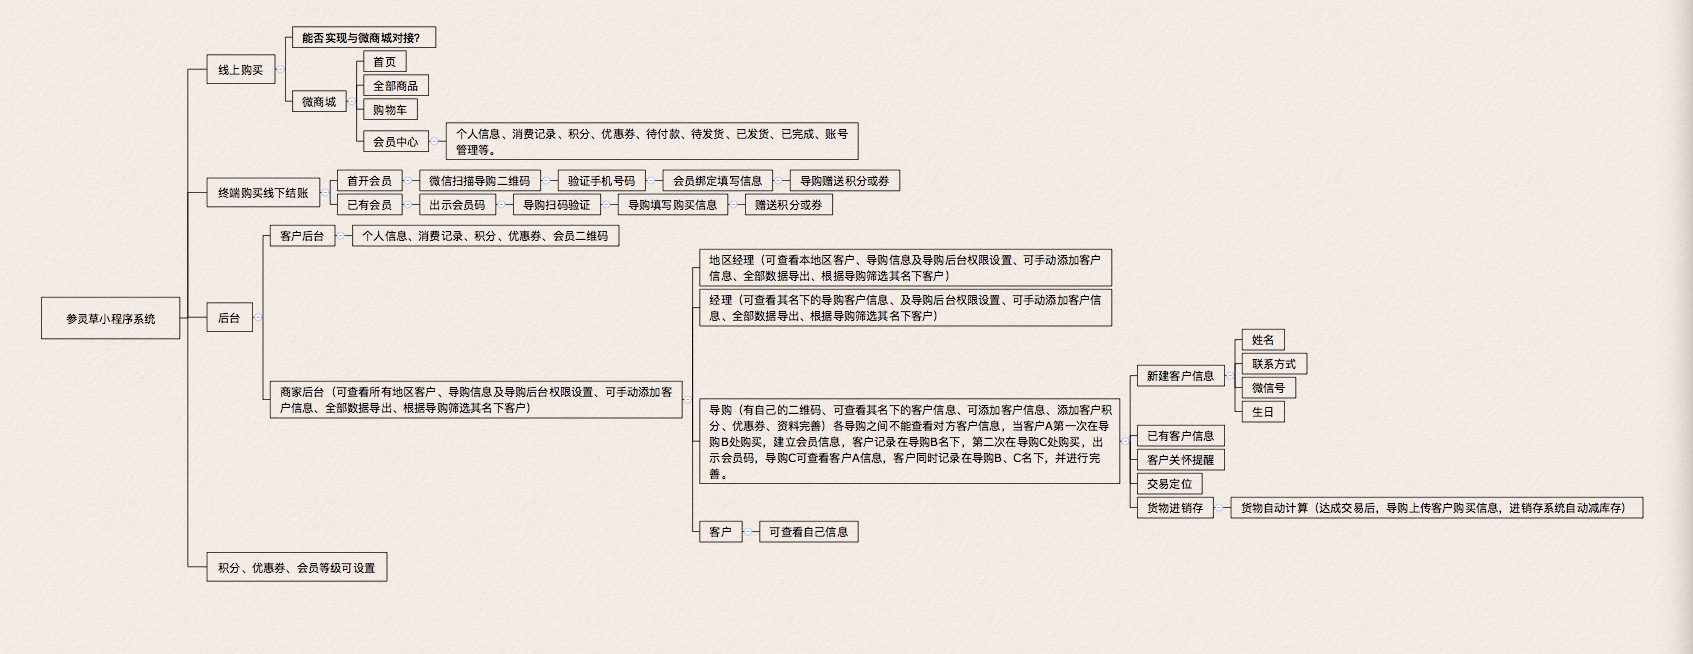 参灵草小程序系统
线上购买
能否实现与微商城对接？
微商城
首页
全部商品
购物车
会员中心
个人信息、消费记录、积分、优惠券、待付款、待发货、已发货、已完成、账号
管理等。
终端购买线下结账
首开会员
微信扫描导购二维码
验证手机号码
会员绑定填写信息
导购赠送积分或券
已有会员
出示会员码
导购扫码验证
导购填写购买信息
赠送积分或券
后台
客户后台
个人信息、消费记录、积分、优惠券、会员二维码
商家后台（可查看所有地区客户、导购信息及导购后台权限设置、可手动添加客
户信息、全部数据导出、根据导购筛选其名下客户）
地区经理（可查看本地区客户、导购信息及导购后台权限设置、可手动添加客户
信息、全部数据导出、根据导购筛选其名下客户）
经理（可查看其名下的导购客户信息、及导购后台权限设置、可手动添加客户信
息、全部数据导出、根据导购筛选其名下客户）
导购（有自己的二维码、可查看其名下的客户信息、可添加客户信息、添加客户积
分、优惠券、资料完善）各导购之间不能查看对方客户信息，当客户A第一次在导
购B处购买，建立会员信息，客户记录在导购B名下，第二次在导购C处购买，出
示会员码，导购C可查看客户A信息，客户同时记录在导购B、C名下，并进行完
善。
新建客户信息
姓名
联系方式
微信号
生日
已有客户信息
客户关怀提醒
交易定位
货物进销存
货物自动计算（达成交易后，导购上传客户购买信息，进销存系统自动减库存）
客户
可查看自己信息
积分、优惠券、会员等级可设置